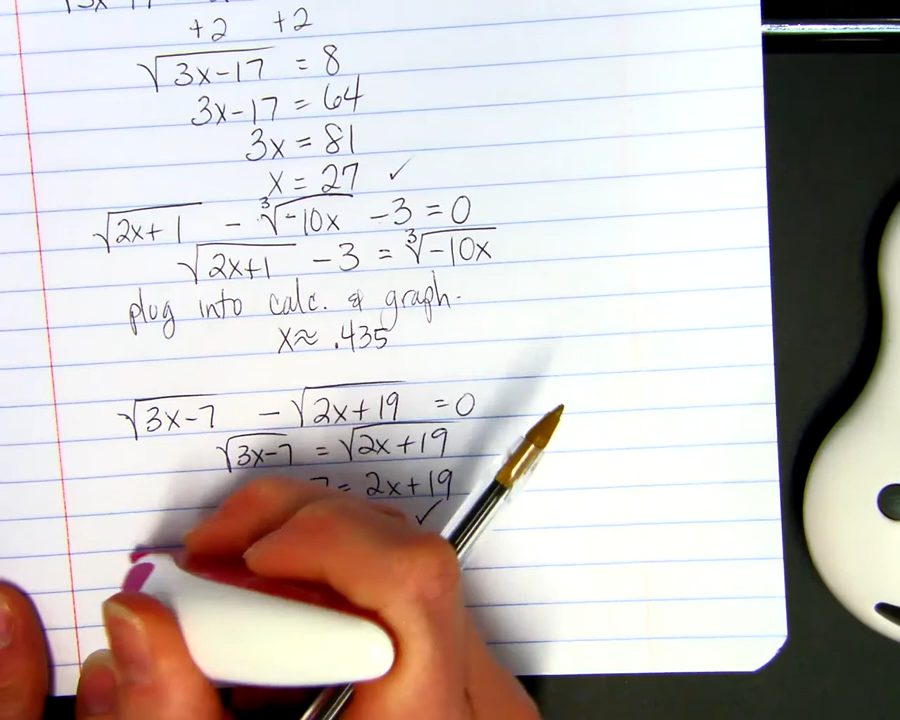 +2 +2
√3x-17 = 8
3x-17 = 64
3x = 81
x = 27 ✓
√2x+1 - ∛-10x - 3 = 0
√2x+1 - 3 = ∛-10x
plug into calc. & graph.
x ≈ .435
√3x-7 - √2x+19 = 0
√3x-7 = √2x+19
7 = 2x+19
✓